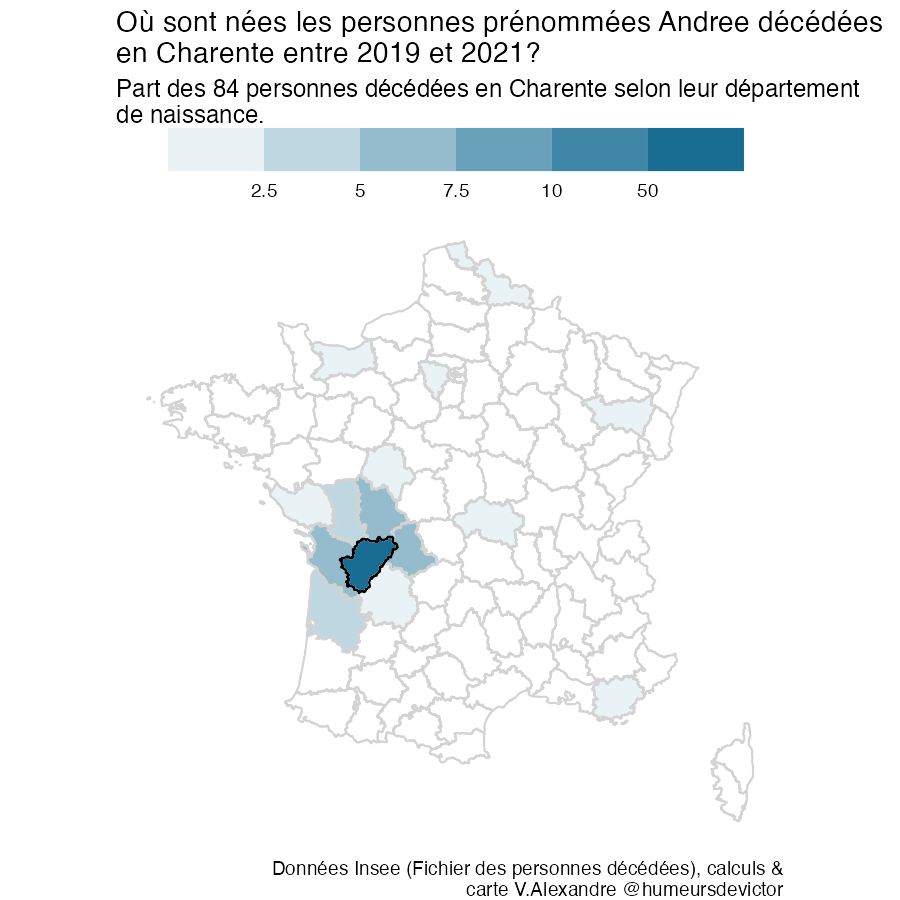 Où sont nées les personnes prénommées Andree décédées
en Charente entre 2019 et 2021?
Part des 84 personnes décédées en Charente selon leur département
de naissance.
2.5 5 7.5 10 50
Données Insee (Fichier des personnes décédées), calculs &
carte V.Alexandre @humeursdevictor